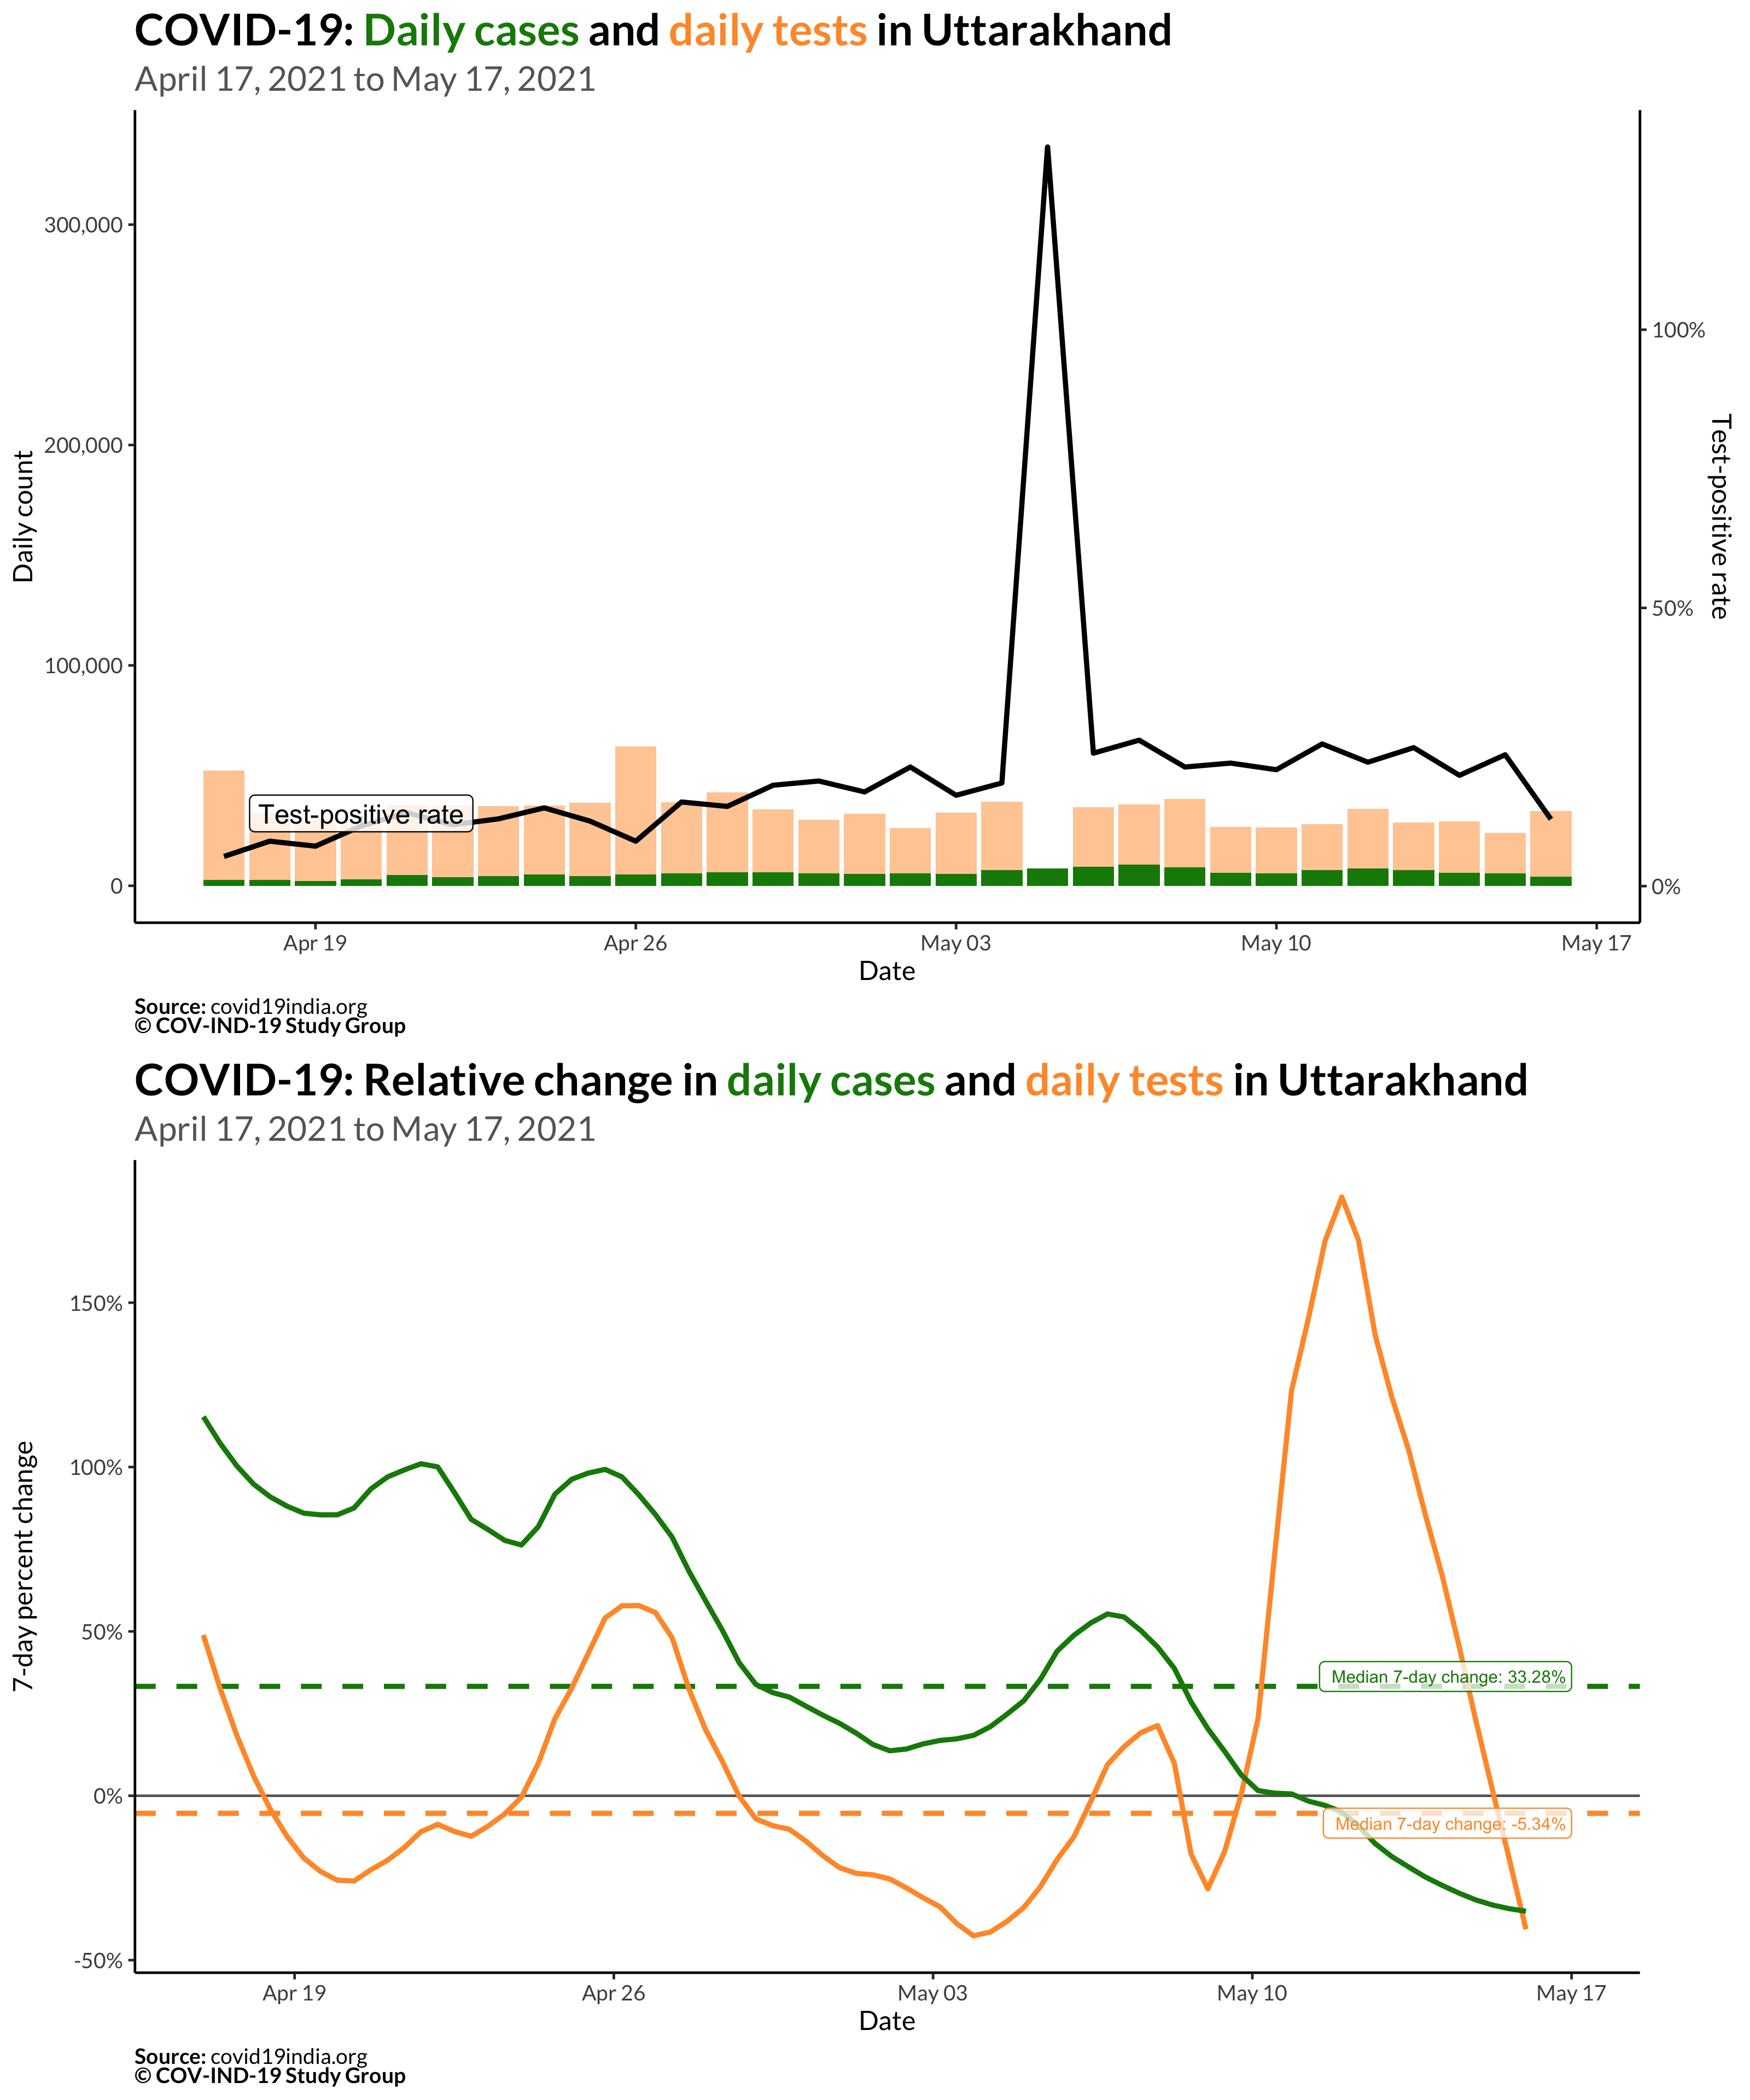 COVID-19: Daily cases and daily tests in Uttarakhand
April 17, 2021 to May 17, 2021
300,000
200,000
100,000
0
Daily count
100%
50%
0%
Test-positive rate
Test-positive rate
Apr 19
Apr 26
May 03
May 10
May 17
Date
Source: covid19india.org
© COV-IND-19 Study Group
COVID-19: Relative change in daily cases and daily tests in Uttarakhand
April 17, 2021 to May 17, 2021
150%
100%
50%
0%
-50%
7-day percent change
Median 7-day change: 33.28%
Median 7-day change: -5.34%
Apr 19
Apr 26
May 03
May 10
May 17
Date
Source: covid19india.org
© COV-IND-19 Study Group